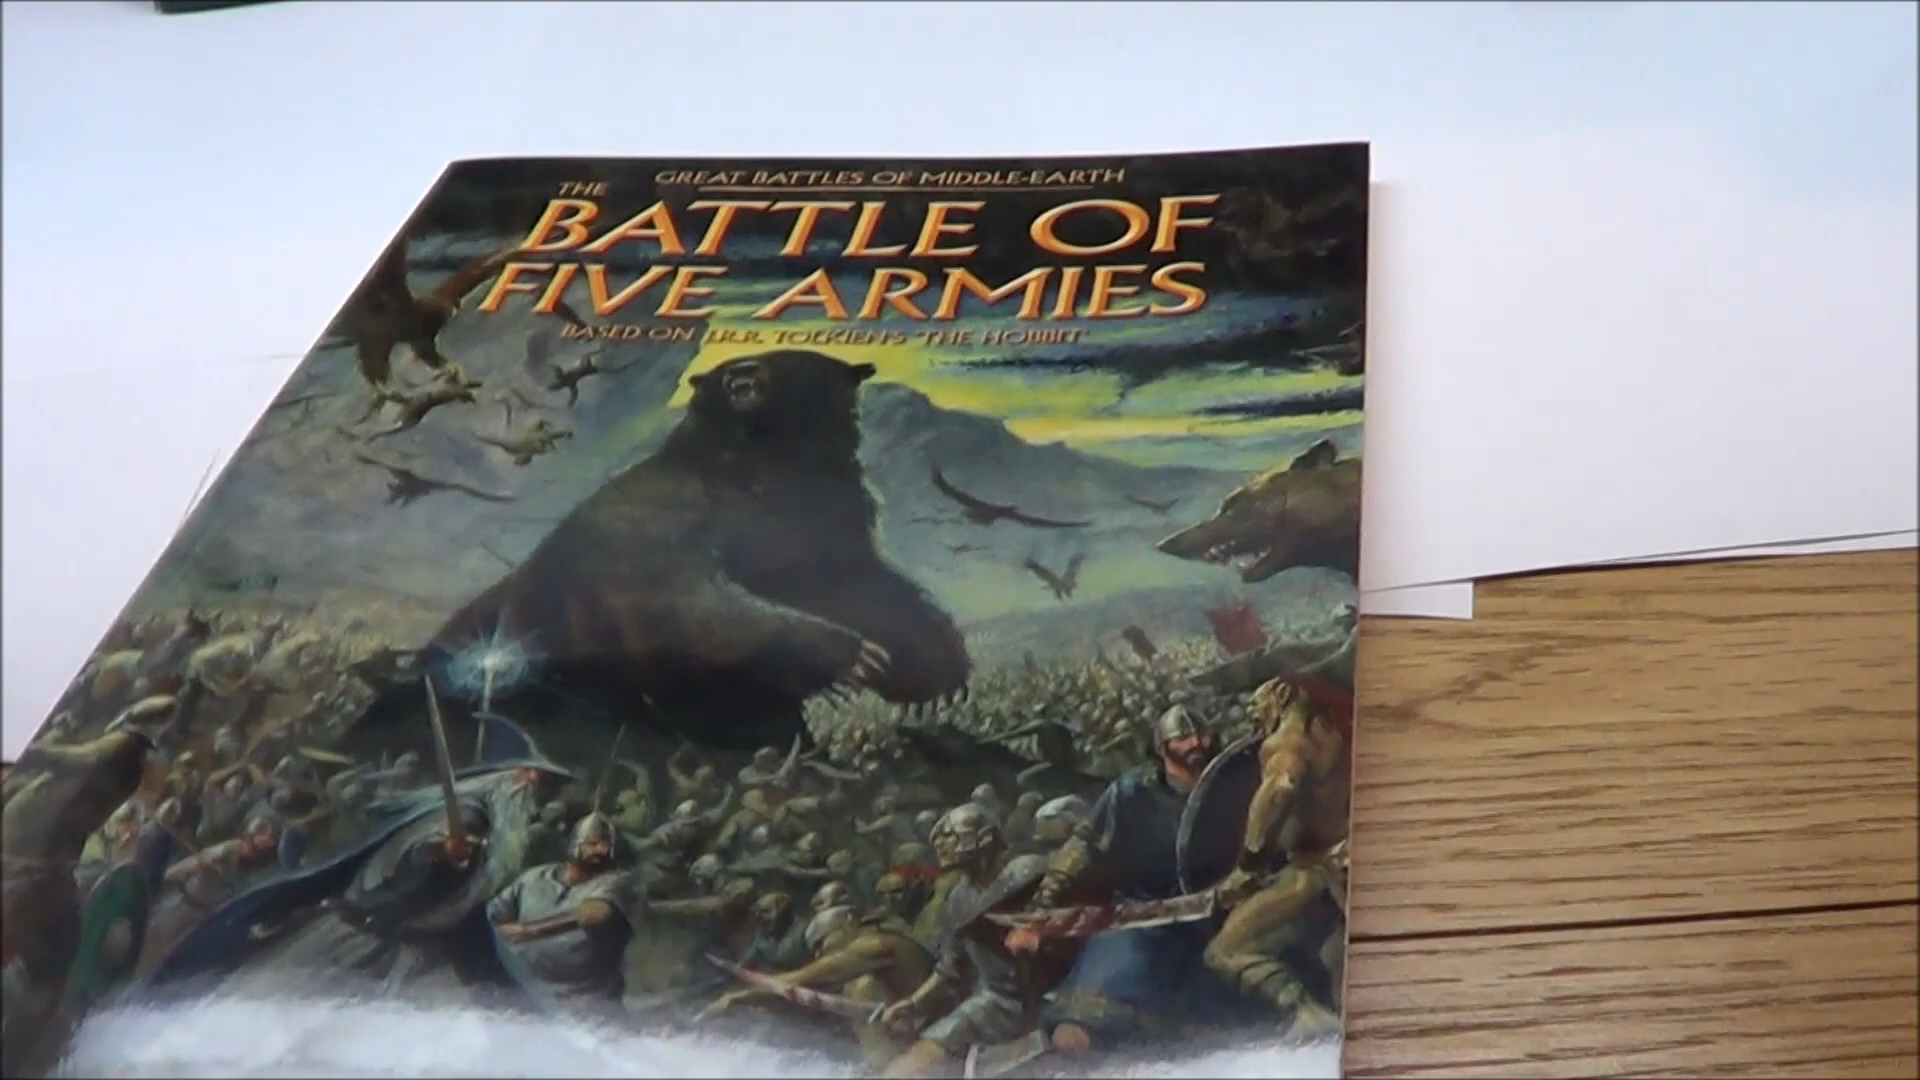 GREAT BATTLES OF MIDDLE-EARTH
THE
BATTLE OF
FIVE ARMIES
BASED ON J.R.R. TOLKIEN'S 'THE HOBBIT'